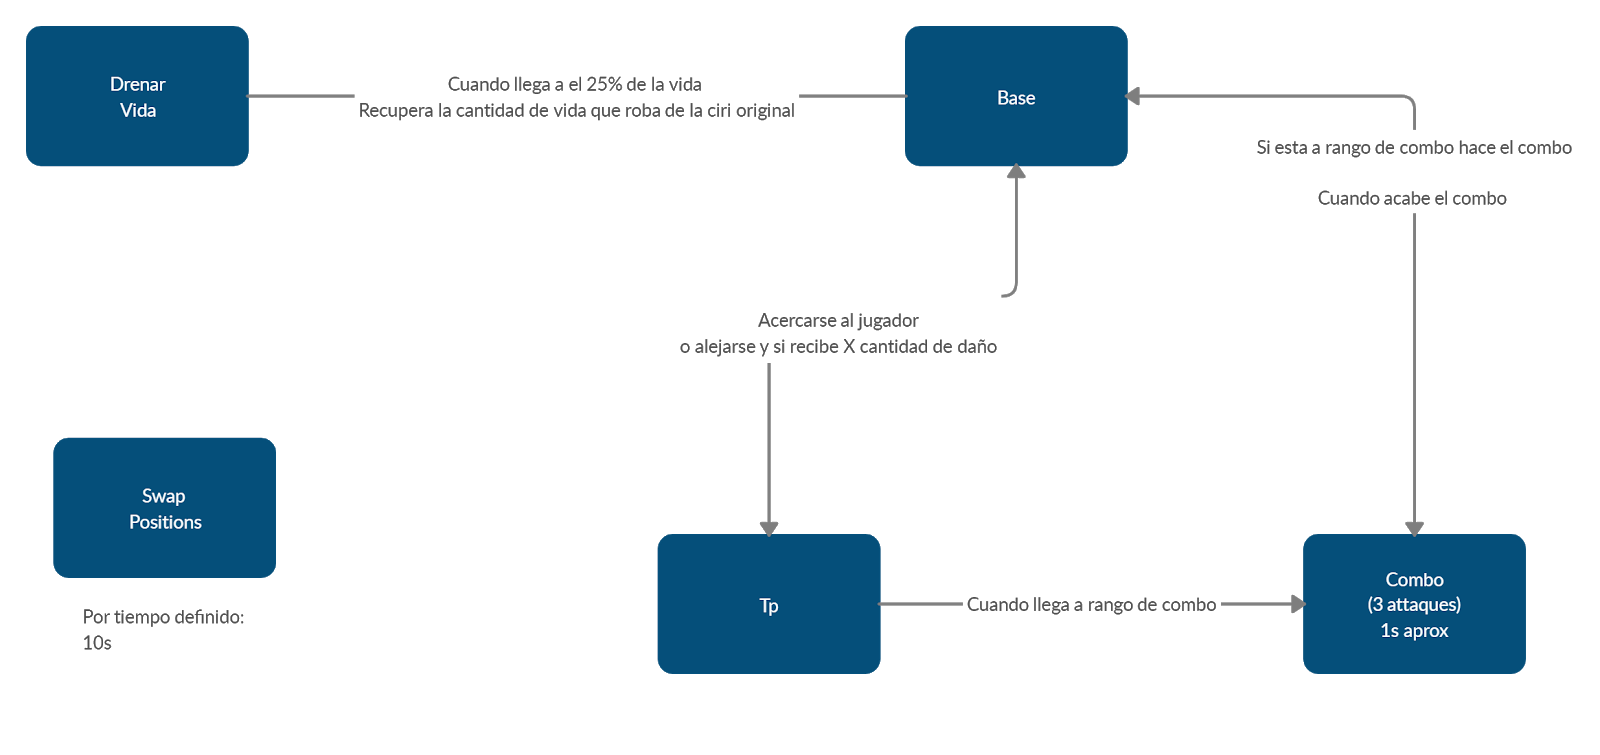 Drenar
Vida
Cuando llega a el 25% de la vida
Recupera la cantidad de vida que roba de la ciri original
Base
Si esta a rango de combo hace el combo
Cuando acabe el combo
Acercarse al jugador
o alejarse y si recibe X cantidad de daño
Swap
Positions
Por tiempo definido:
10s
Tp
Cuando llega a rango de combo
Combo
(3 attaques)
1s aprox